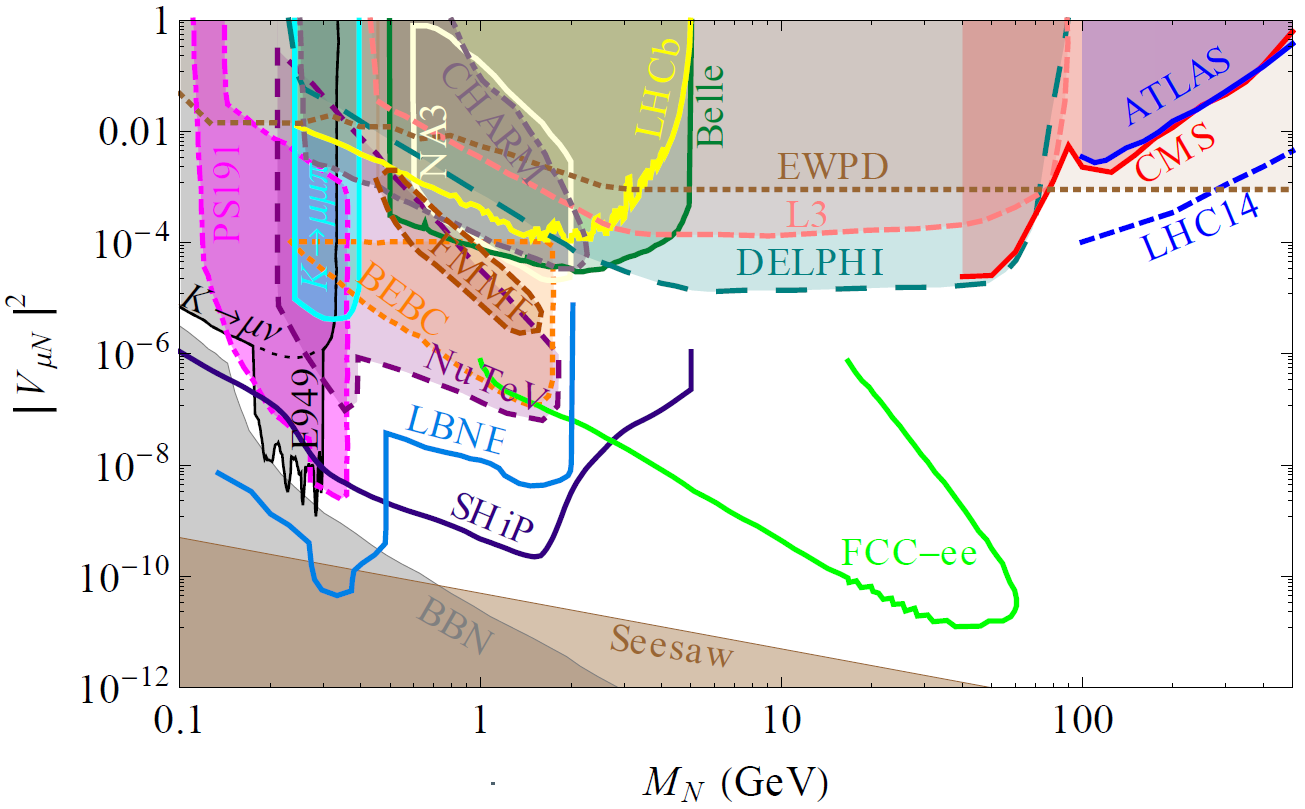 1
0.01
10⁻⁴
10⁻⁶
10⁻⁸
10⁻¹⁰
10⁻¹²
|V_{μN}|²
PS191
K→μμπ
K→μν
E949
NA3
CHARM
LHCb
Belle
EWPD
L3
DELPHI
ATLAS
CMS
LHC14
FMMF
BEBC
NuTeV
LBNE
SHiP
FCC−ee
BBN
Seesaw
0.1 1 10 100
M_N (GeV)